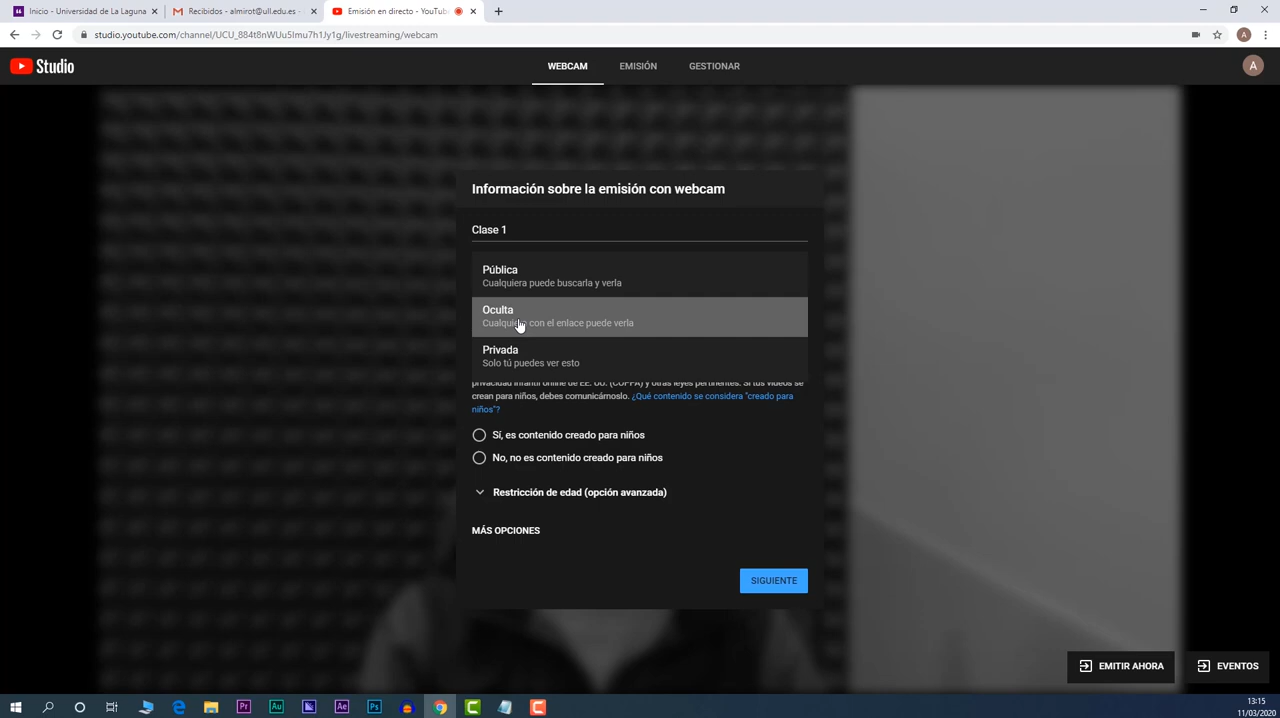 Inicio - Universidad de La Laguna
Recibidos - almirot@ull.edu.es -
Emisión en directo - YouTub
studio.youtube.com/channel/UCU_884t8nWUu5Imu7h1Jy1g/livestreaming/webcam
A
Studio
WEBCAM
EMISIÓN
GESTIONAR
A
Información sobre la emisión con webcam
Clase 1
Pública
Cualquiera puede buscarla y verla
Oculta
Cualquiera con el enlace puede verla
Privada
Solo tú puedes ver esto
privacidad infantil online de EE. UU. (COPPA) y otras leyes pertinentes. Si tus vídeos se
crean para niños, debes comunicárnoslo. ¿Qué contenido se considera "creado para
niños"?
Sí, es contenido creado para niños
No, no es contenido creado para niños
Restricción de edad (opción avanzada)
MÁS OPCIONES
SIGUIENTE
EMITIR AHORA
EVENTOS
Pr
Au
Ae
Ps
13:15
11/03/2020